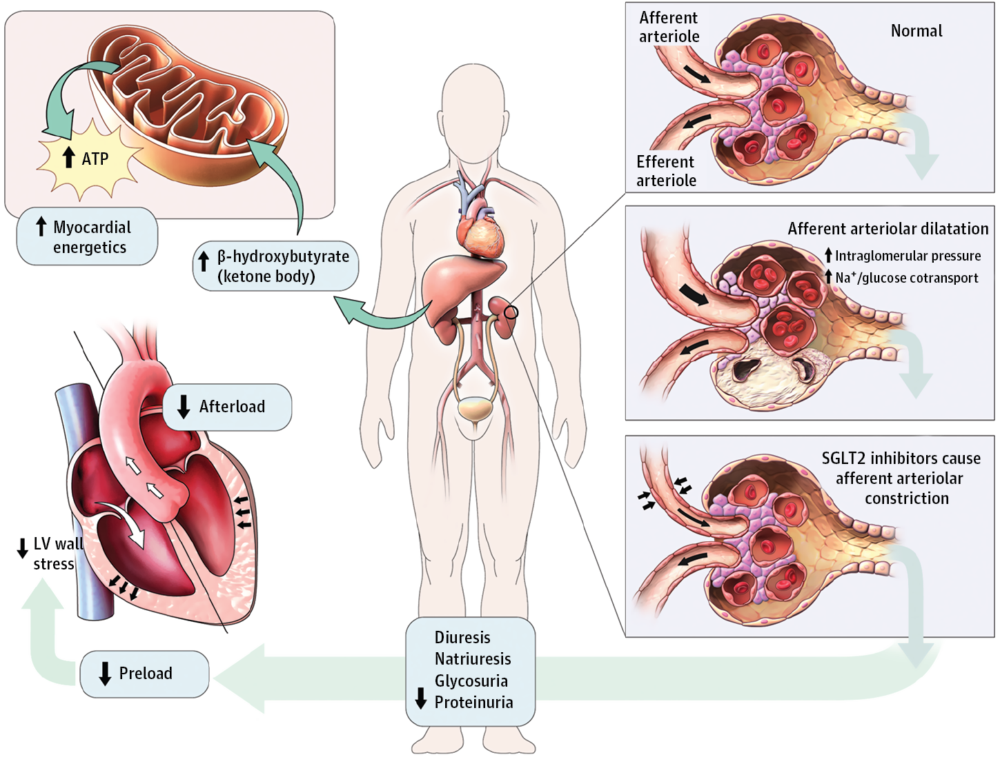 Afferent
arteriole
Normal
Efferent
arteriole
ATP
Myocardial
energetics
β-hydroxybutyrate
(ketone body)
Afferent arteriolar dilatation
Intraglomerular pressure
Na⁺/glucose cotransport
Afterload
SGLT2 inhibitors cause
afferent arteriolar
constriction
LV wall
stress
Diuresis
Natriuresis
Glycosuria
Proteinuria
Preload